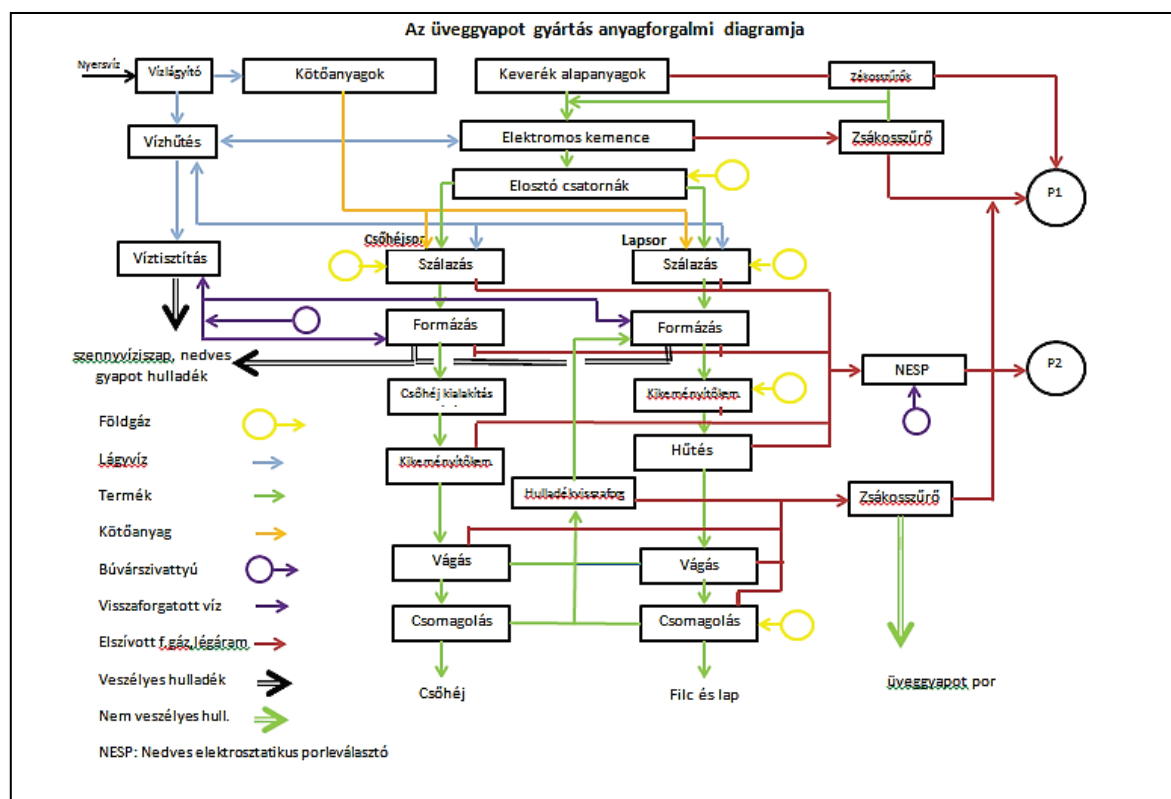 Az üveggyapot gyártás anyagforgalmi diagramja
Nyersvíz
Vízlágyító
Kötőanyagok
Keverék alapanyagok
Zákosszűrők
Vízhűtés
Elektromos kemence
Zsákosszűrő
Elosztó csatornák
P1
Csőhéjsor
Lapsor
Víztisztítás
Szálazás
Szálazás
Formázás
Formázás
szennyvíziszap, nedves
gyapot hulladék
NESP
P2
Csőhéj kialakítás
Kikeményítőkem
Földgáz
Hűtés
Lágyvíz
Kikeményítőkem
Termék
Hulladékvisszaforg
Zsákosszűrő
Kötőanyag
Vágás
Vágás
Búvárszivattyú
Visszaforgatott víz
Csomagolás
Csomagolás
Elszívott f.gáz,légáram
Veszélyes hulladék
Csőhéj
Filc és lap
üveggyapot por
Nem veszélyes hull.
NESP: Nedves elektrosztatikus porleválasztó